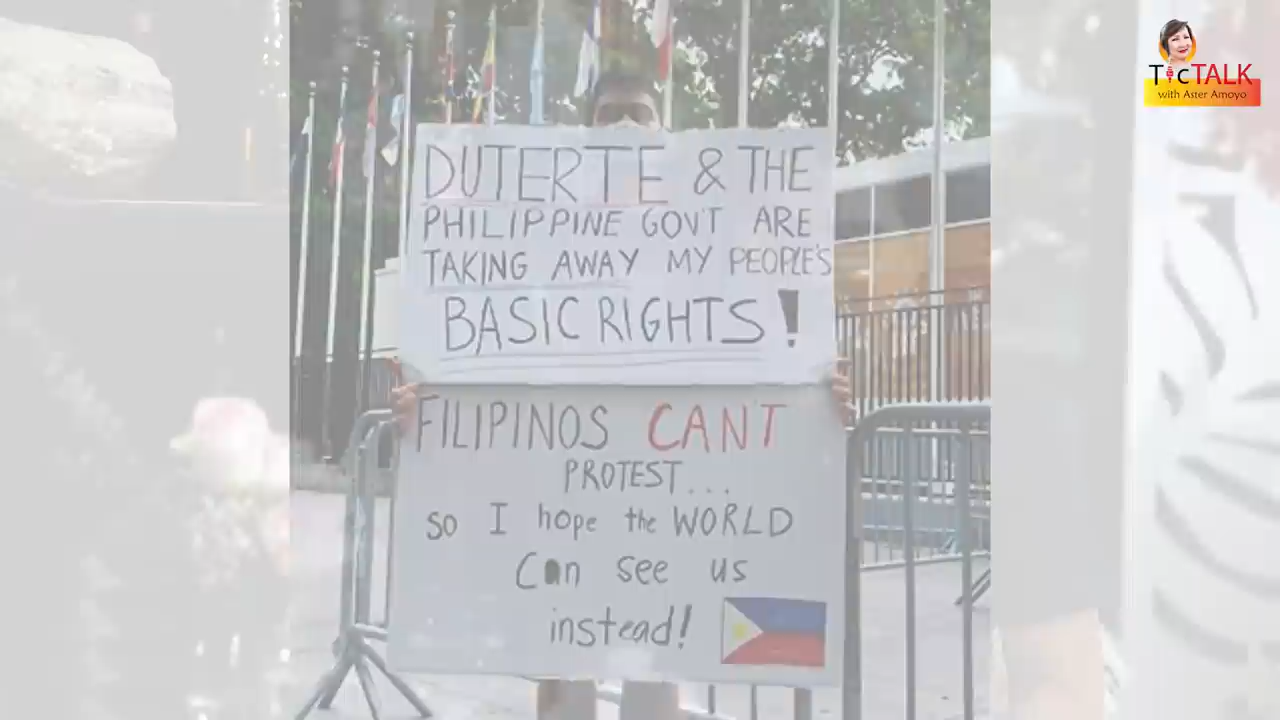 TicTALK
with Aster Amoyo
DUTERTE & THE
PHILIPPINE GOV'T ARE
TAKING AWAY MY PEOPLE'S
BASIC RIGHTS!
FILIPINOS CANT
PROTEST...
so I hope the WORLD
Can see us
instead!